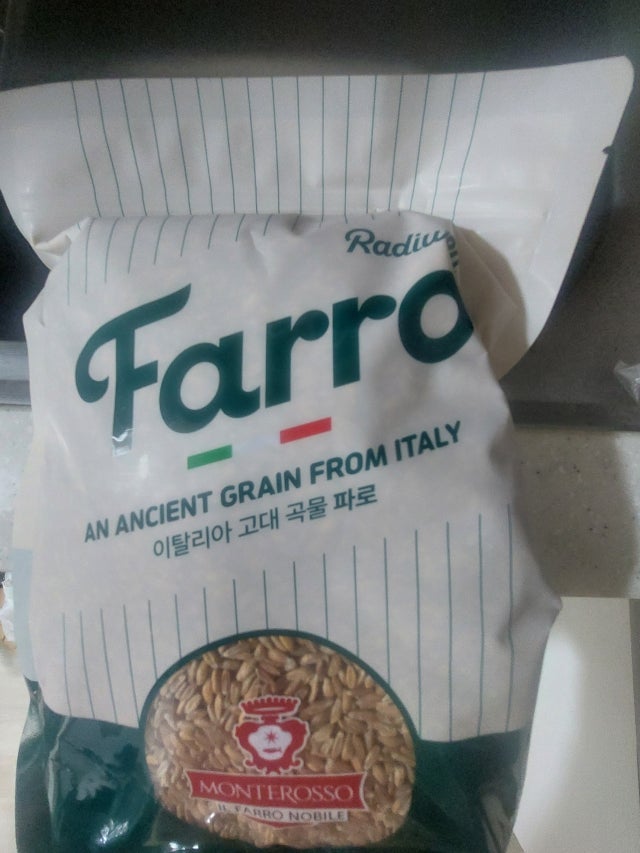 Farro
AN ANCIENT GRAIN FROM ITALY
이탈리아 고대 곡물 파로
MONTEROSSO
IL FARRO NOBILE